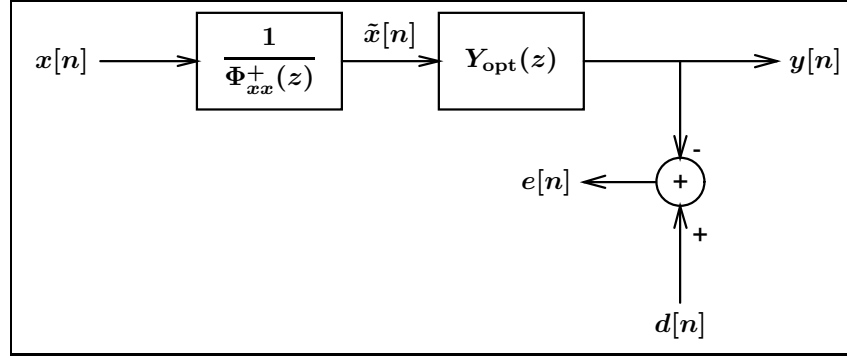 x[n]
1
Φ⁺ₓₓ(z)
x̃[n]
Y_opt(z)
y[n]
-
e[n]
+
+
d[n]